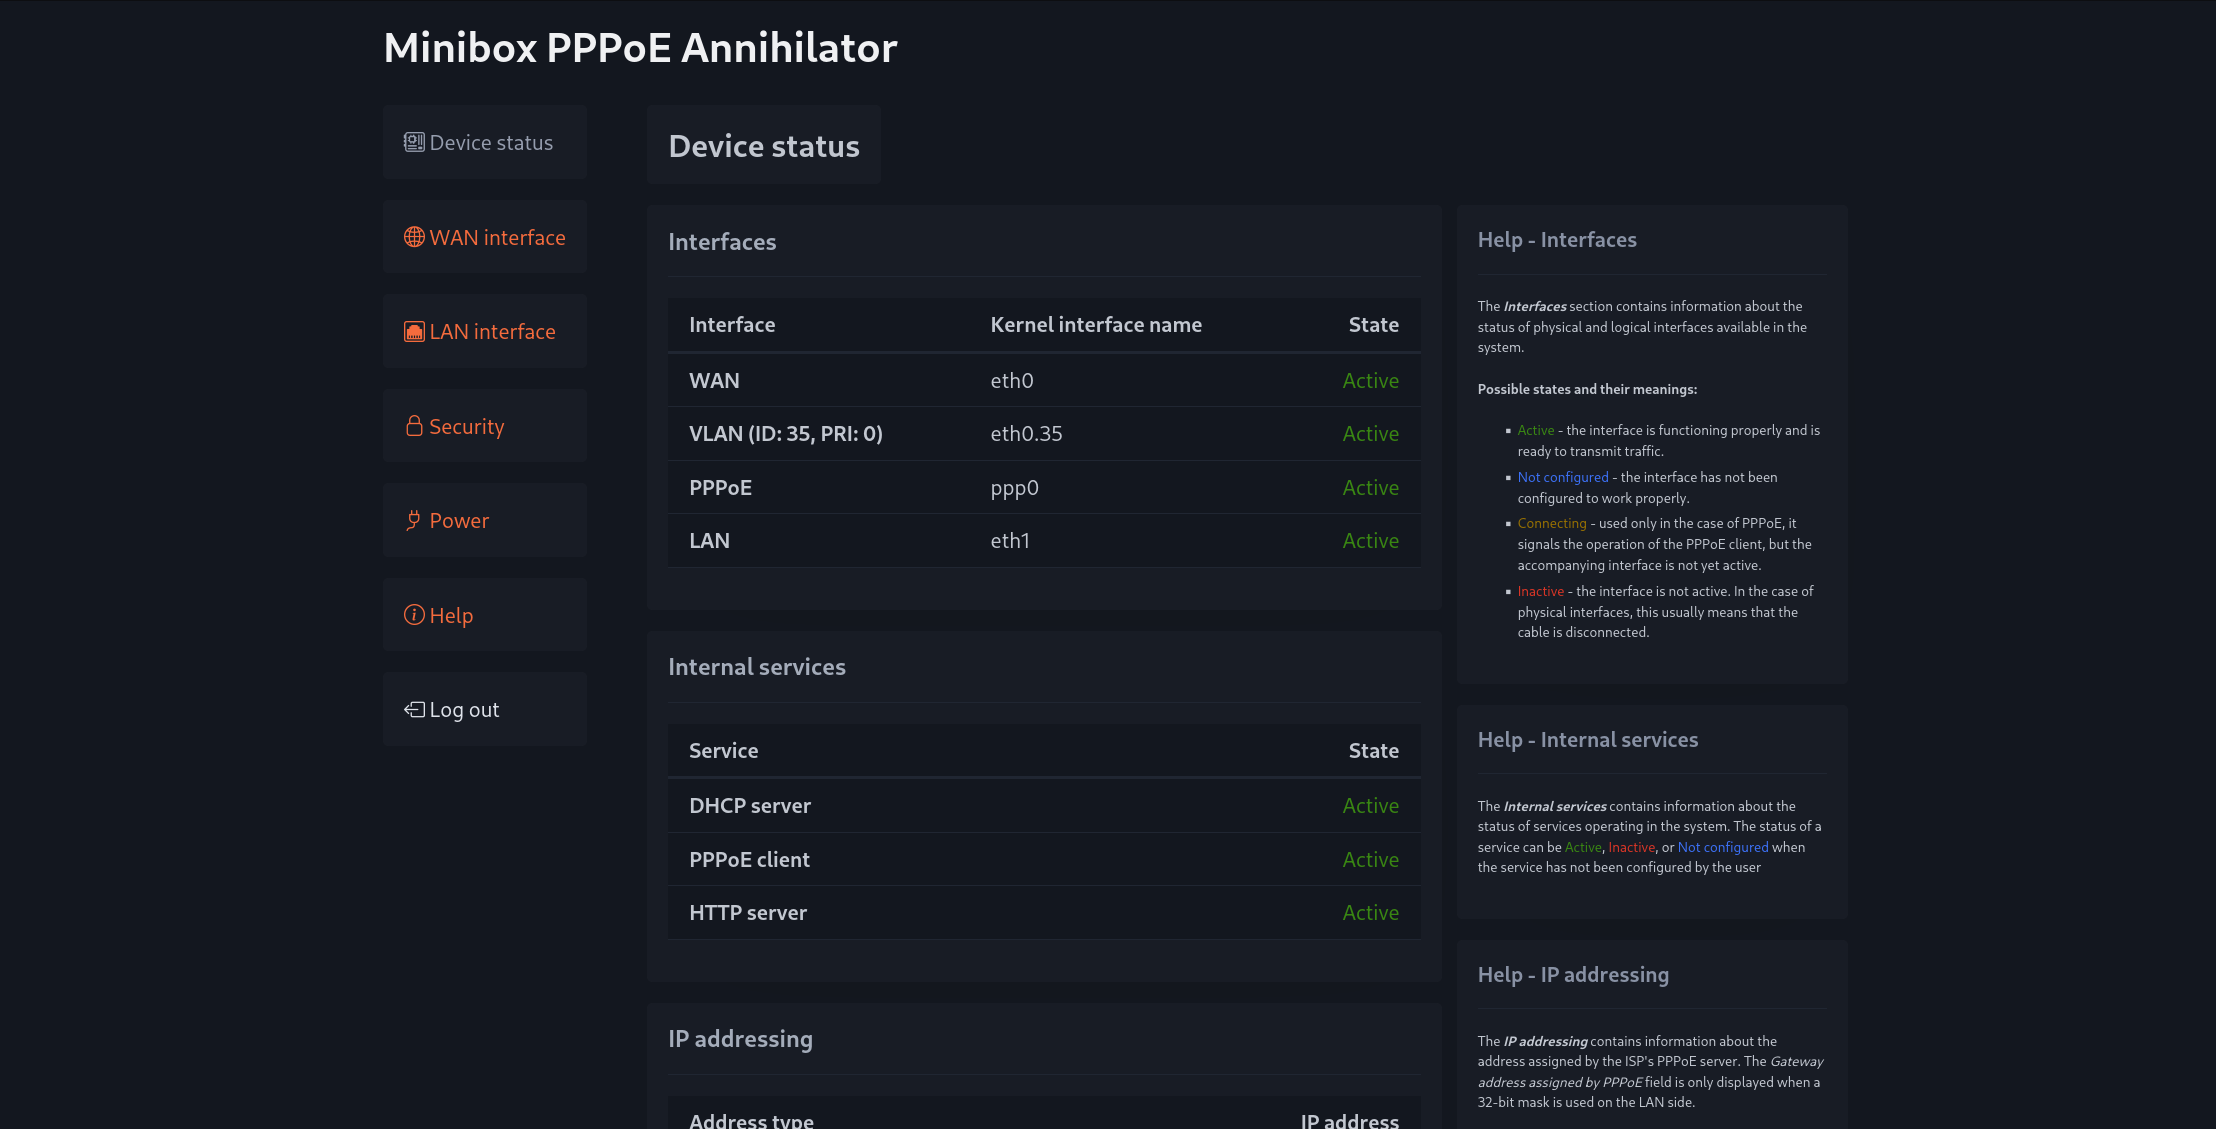 Minibox PPPoE Annihilator
Device status
WAN interface
LAN interface
Security
Power
Help
Log out
Device status
Interfaces
Interface Kernel interface name State
WAN eth0 Active
VLAN (ID: 35, PRI: 0) eth0.35 Active
PPPoE ppp0 Active
LAN eth1 Active
Internal services
Service State
DHCP server Active
PPPoE client Active
HTTP server Active
IP addressing
Address type IP address
Help - Interfaces
The Interfaces section contains information about the
status of physical and logical interfaces available in the
system.
Possible states and their meanings:
▪ Active - the interface is functioning properly and is
ready to transmit traffic.
▪ Not configured - the interface has not been
configured to work properly.
▪ Connecting - used only in the case of PPPoE, it
signals the operation of the PPPoE client, but the
accompanying interface is not yet active.
▪ Inactive - the interface is not active. In the case of
physical interfaces, this usually means that the
cable is disconnected.
Help - Internal services
The Internal services contains information about the
status of services operating in the system. The status of a
service can be Active, Inactive, or Not configured when
the service has not been configured by the user
Help - IP addressing
The IP addressing contains information about the
address assigned by the ISP's PPPoE server. The Gateway
address assigned by PPPoE field is only displayed when a
32-bit mask is used on the LAN side.